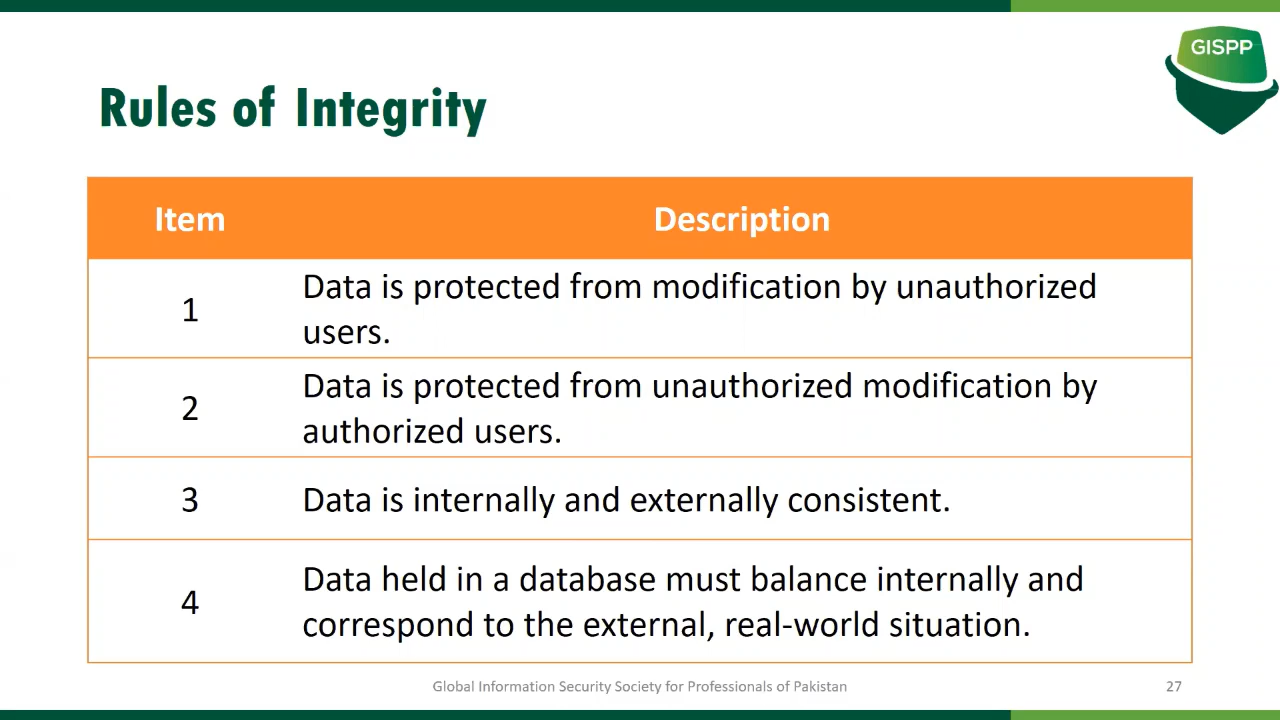 GISPP
Rules of Integrity
Item Description
1 Data is protected from modification by unauthorized
users.
2 Data is protected from unauthorized modification by
authorized users.
3 Data is internally and externally consistent.
4 Data held in a database must balance internally and
correspond to the external, real-world situation.
Global Information Security Society for Professionals of Pakistan 27